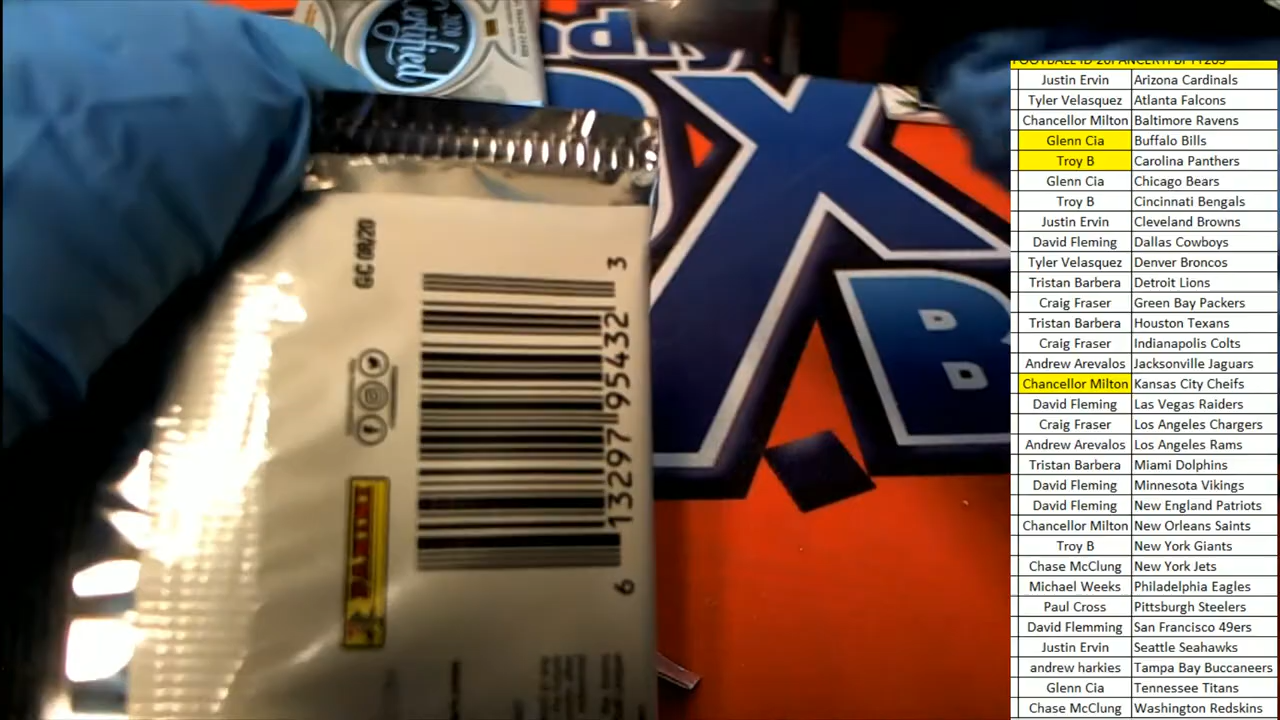 2020
Certified
GC 08/20
3
13297 95432
6
PANINI
X
B
Justin Ervin Arizona Cardinals
Tyler Velasquez Atlanta Falcons
Chancellor Milton Baltimore Ravens
Glenn Cia Buffalo Bills
Troy B Carolina Panthers
Glenn Cia Chicago Bears
Troy B Cincinnati Bengals
Justin Ervin Cleveland Browns
David Fleming Dallas Cowboys
Tyler Velasquez Denver Broncos
Tristan Barbera Detroit Lions
Craig Fraser Green Bay Packers
Tristan Barbera Houston Texans
Craig Fraser Indianapolis Colts
Andrew Arevalos Jacksonville Jaguars
Chancellor Milton Kansas City Cheifs
David Fleming Las Vegas Raiders
Craig Fraser Los Angeles Chargers
Andrew Arevalos Los Angeles Rams
Tristan Barbera Miami Dolphins
David Fleming Minnesota Vikings
David Fleming New England Patriots
Chancellor Milton New Orleans Saints
Troy B New York Giants
Chase McClung New York Jets
Michael Weeks Philadelphia Eagles
Paul Cross Pittsburgh Steelers
David Flemming San Francisco 49ers
Justin Ervin Seattle Seahawks
andrew harkies Tampa Bay Buccaneers
Glenn Cia Tennessee Titans
Chase McClung Washington Redskins